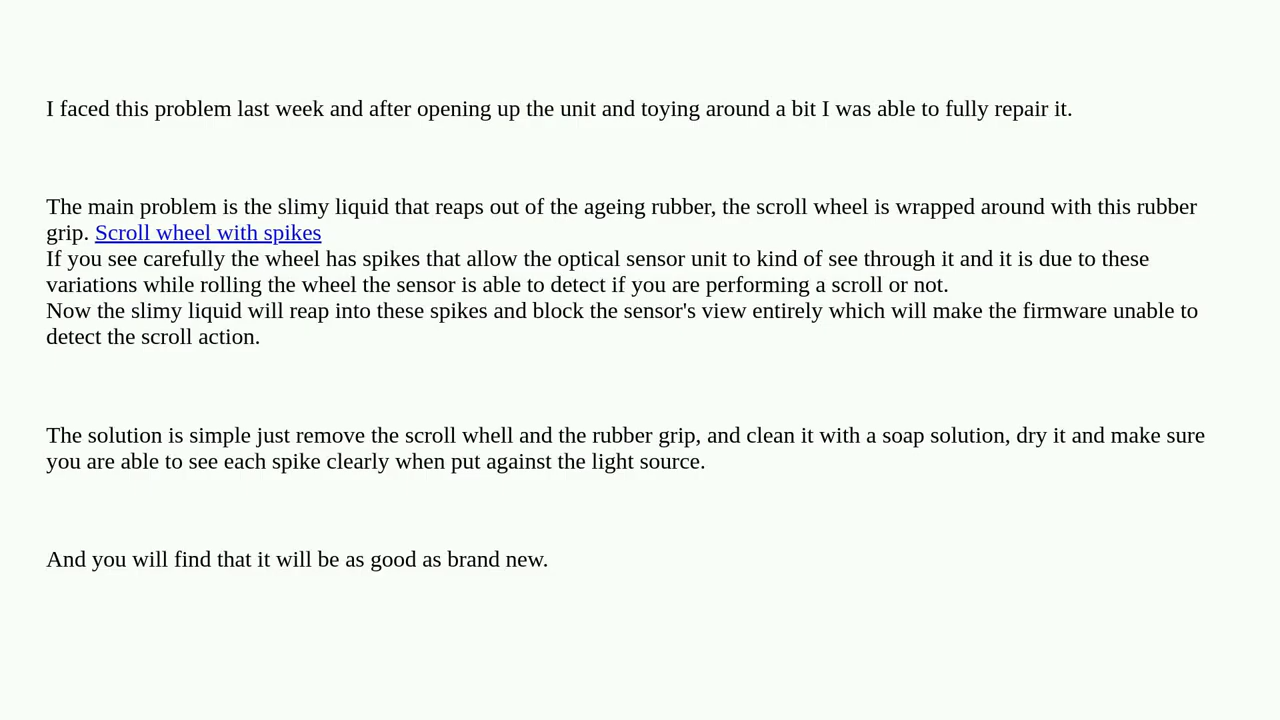 I faced this problem last week and after opening up the unit and toying around a bit I was able to fully repair it.
The main problem is the slimy liquid that reaps out of the ageing rubber, the scroll wheel is wrapped around with this rubber
grip. Scroll wheel with spikes
If you see carefully the wheel has spikes that allow the optical sensor unit to kind of see through it and it is due to these
variations while rolling the wheel the sensor is able to detect if you are performing a scroll or not.
Now the slimy liquid will reap into these spikes and block the sensor's view entirely which will make the firmware unable to
detect the scroll action.
The solution is simple just remove the scroll whell and the rubber grip, and clean it with a soap solution, dry it and make sure
you are able to see each spike clearly when put against the light source.
And you will find that it will be as good as brand new.